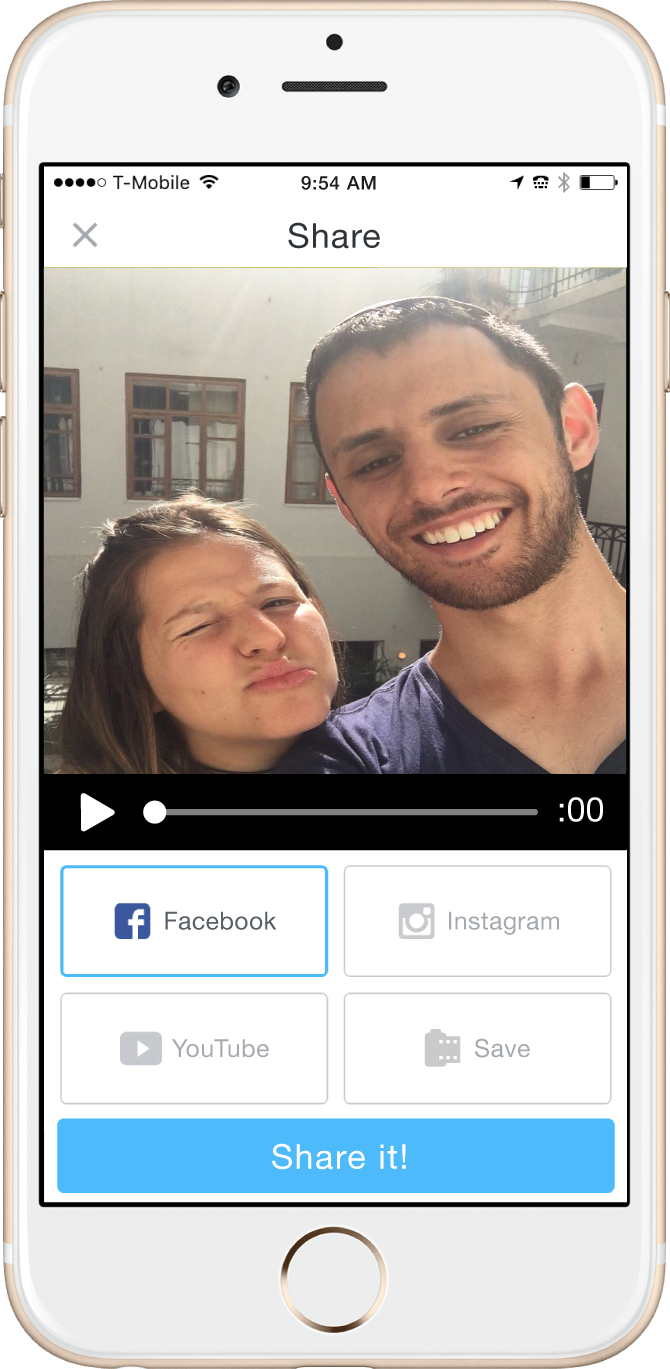 T-Mobile 9:54 AM
Share
:00
Facebook Instagram
YouTube Save
Share it!